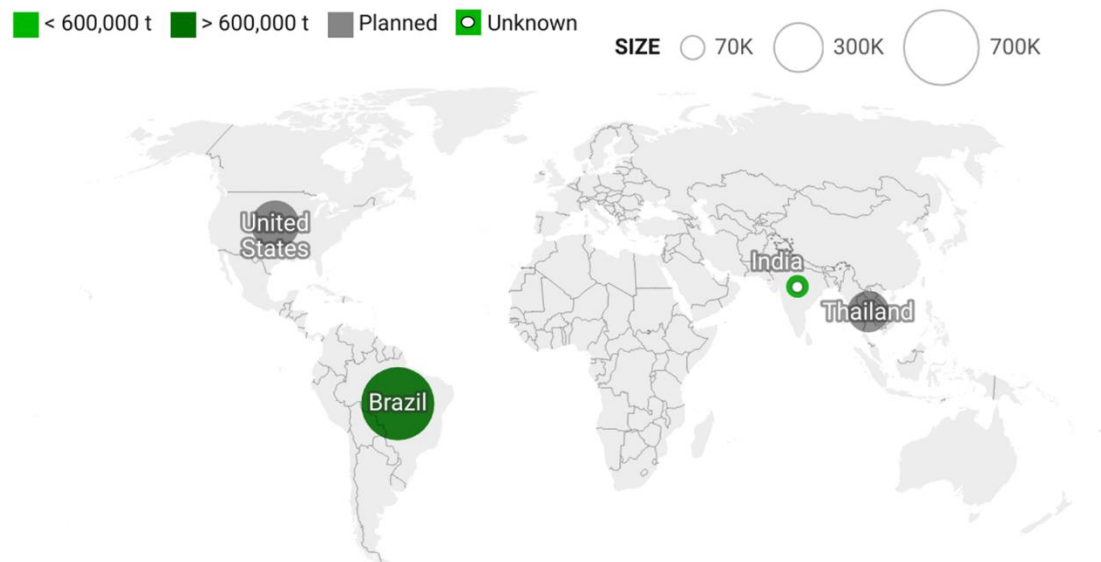 < 600,000 t > 600,000 t Planned Unknown
SIZE 70K 300K 700K
United
States
India
Thailand
Brazil